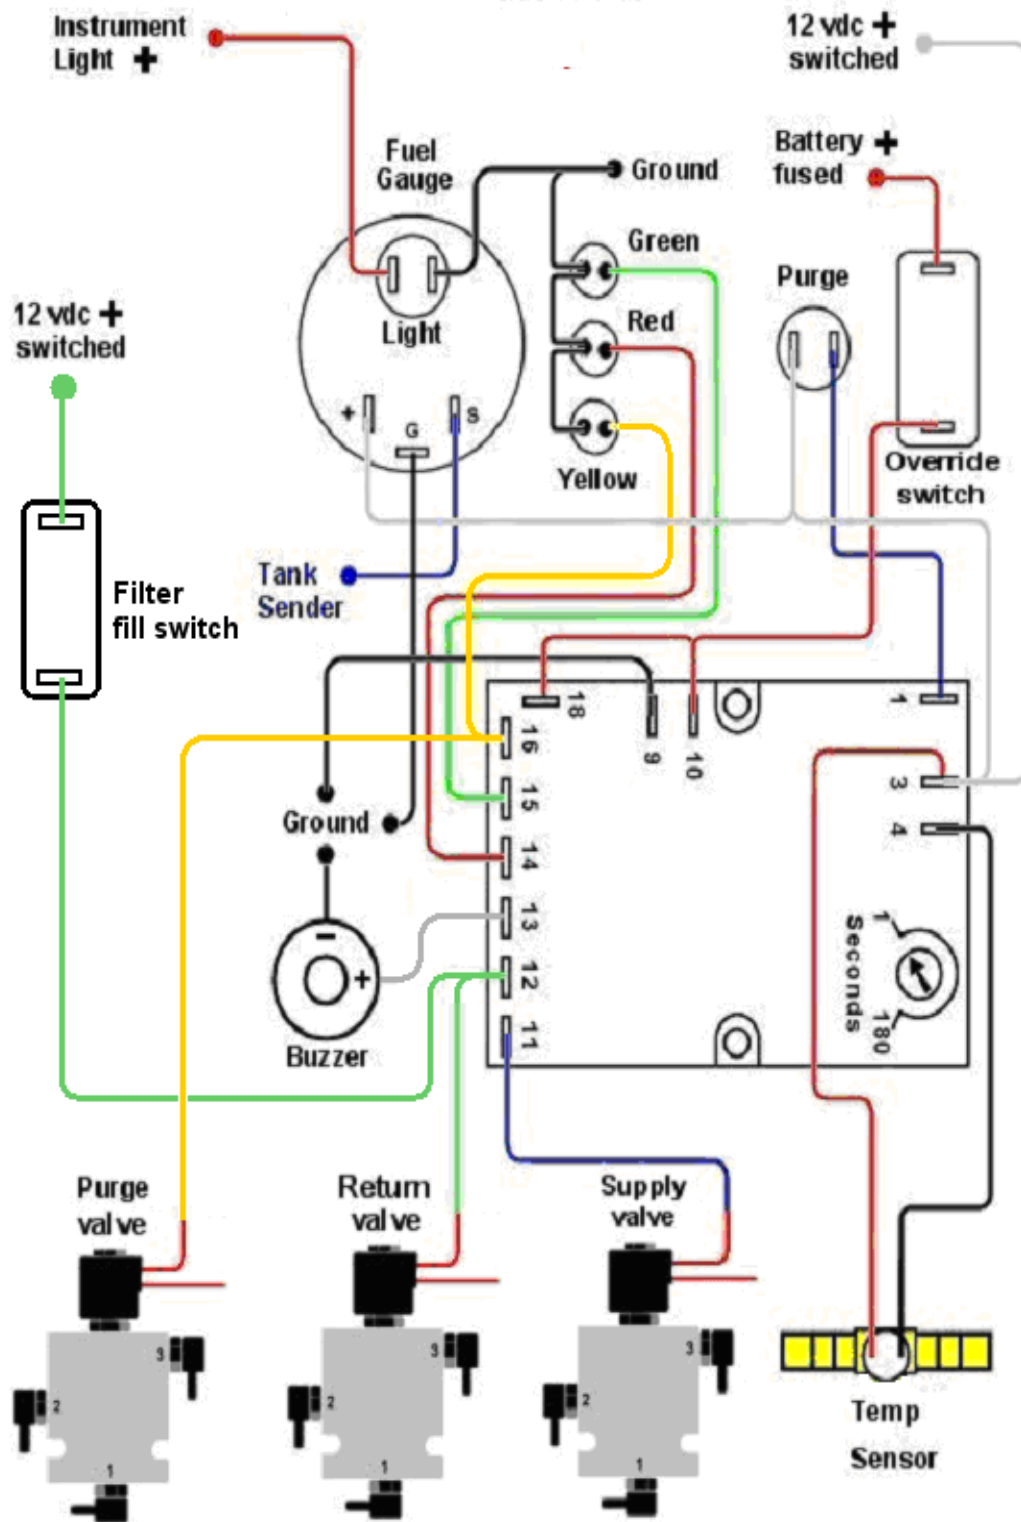 Instrument
Light +
12 vdc +
switched
Battery +
fused
Fuel
Gauge
Ground
Green
Purge
Light
Red
12 vdc +
switched
+
G
S
Yellow
Override
switch
Tank
Sender
Filter
fill switch
18
9
10
1
16
3
15
4
Ground
14
13
1
Seconds
180
-
+
12
11
Buzzer
Purge
valve
Return
valve
Supply
valve
3
2
1
3
2
1
3
2
1
Temp
Sensor